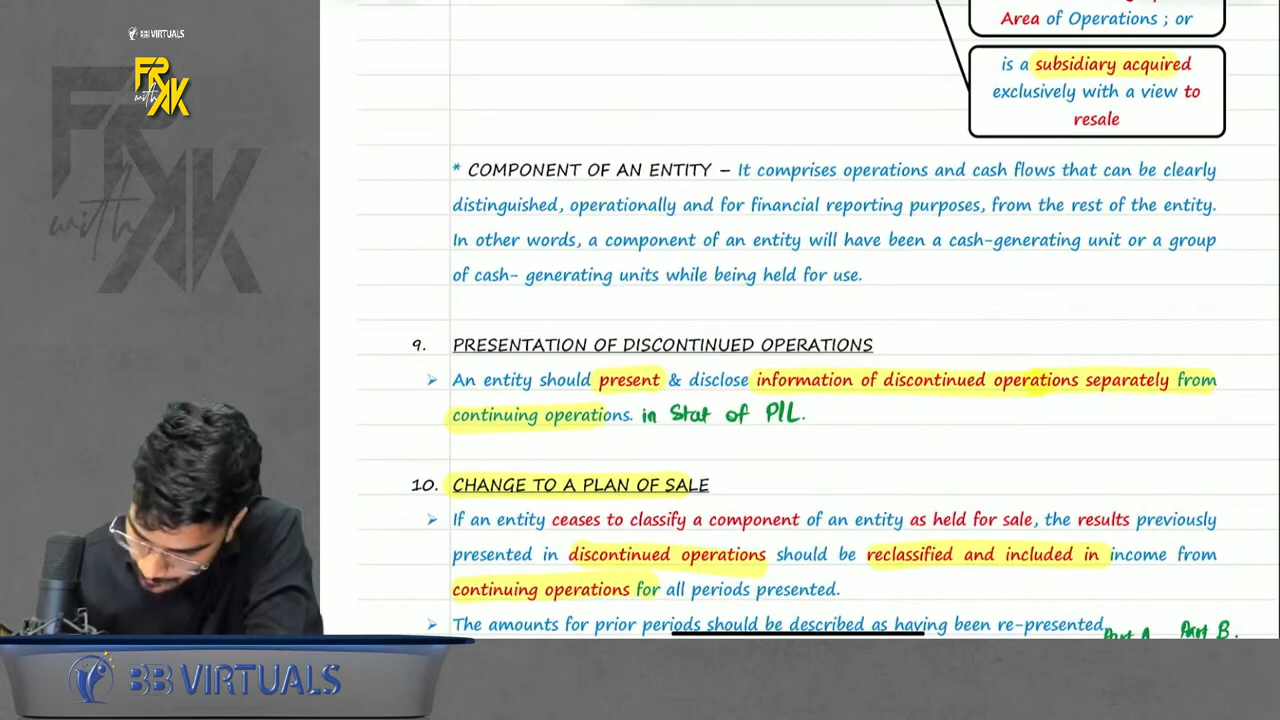 BB VIRTUALS
FR
with
AK
FR
with
AK
Area of Operations ; or
is a subsidiary acquired
exclusively with a view to
resale
* COMPONENT OF AN ENTITY – It comprises operations and cash flows that can be clearly
distinguished, operationally and for financial reporting purposes, from the rest of the entity.
In other words, a component of an entity will have been a cash-generating unit or a group
of cash- generating units while being held for use.
9. PRESENTATION OF DISCONTINUED OPERATIONS
➢ An entity should present & disclose information of discontinued operations separately from
continuing operations. in Stat of P/L.
10. CHANGE TO A PLAN OF SALE
➢ If an entity ceases to classify a component of an entity as held for sale, the results previously
presented in discontinued operations should be reclassified and included in income from
continuing operations for all periods presented.
➢ The amounts for prior periods should be described as having been re-presented
Part B.
BB VIRTUALS